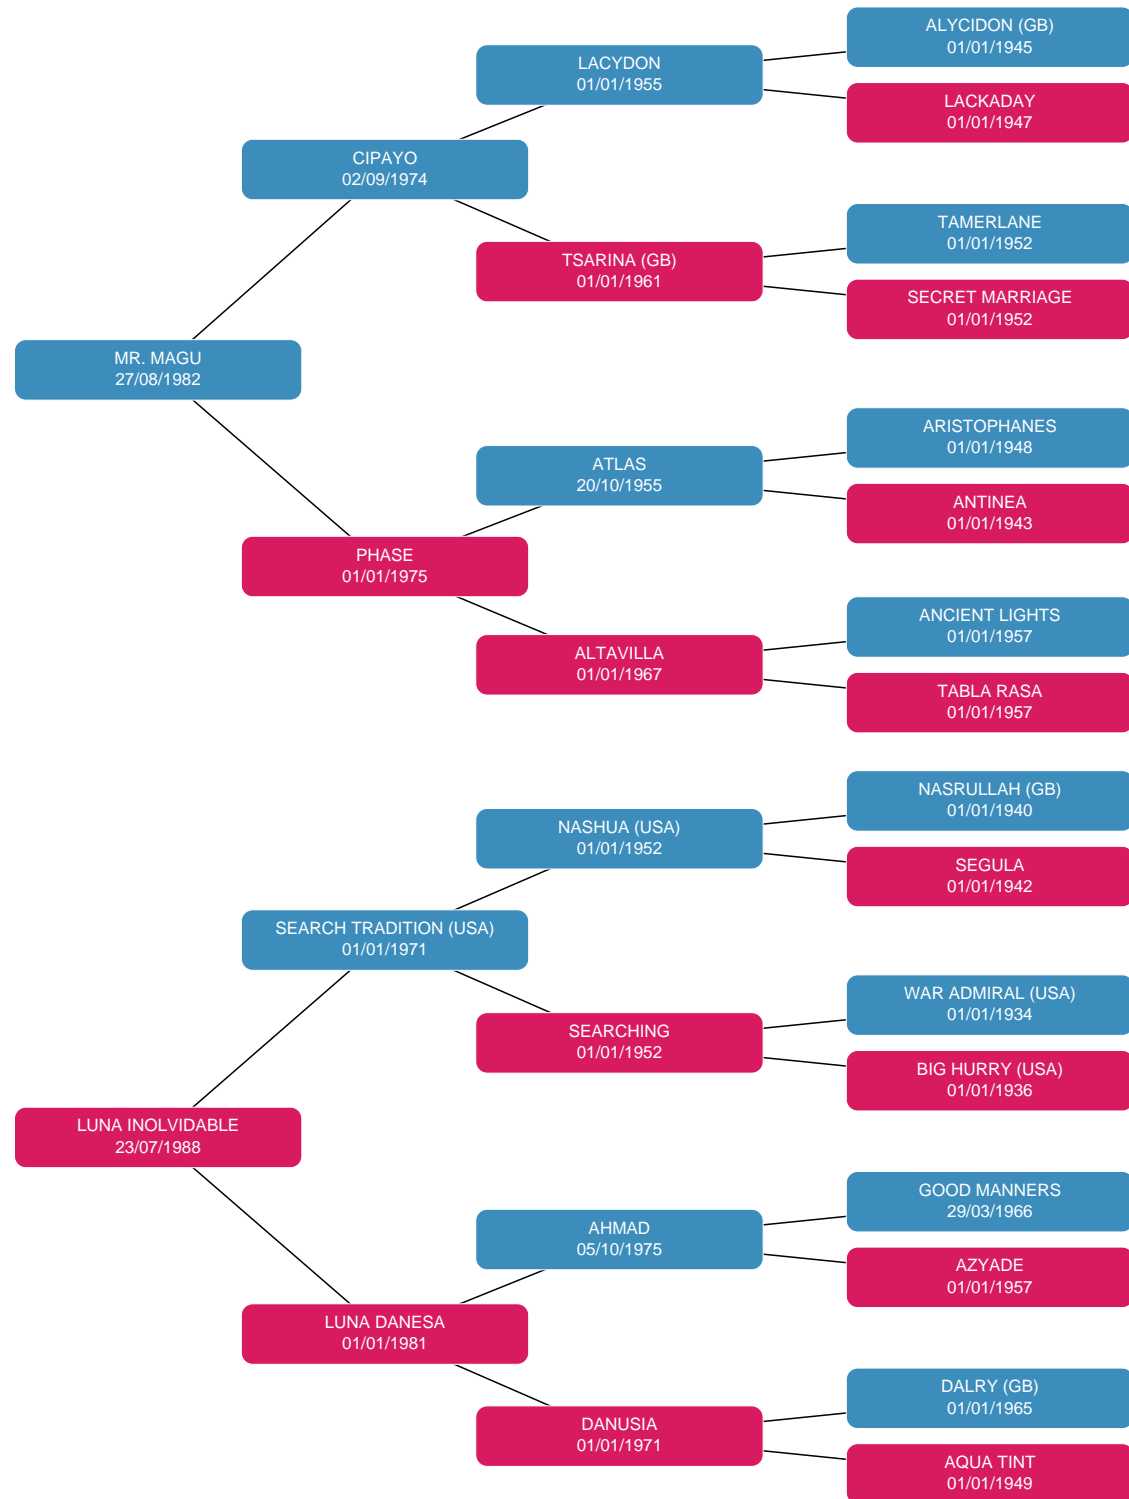 ALYCIDON (GB)
01/01/1945
LACYDON
01/01/1955
LACKADAY
01/01/1947
CIPAYO
02/09/1974
TAMERLANE
01/01/1952
TSARINA (GB)
01/01/1961
SECRET MARRIAGE
01/01/1952
MR. MAGU
27/08/1982
ARISTOPHANES
01/01/1948
ATLAS
20/10/1955
ANTINEA
01/01/1943
PHASE
01/01/1975
ANCIENT LIGHTS
01/01/1957
ALTAVILLA
01/01/1967
TABLA RASA
01/01/1957
NASRULLAH (GB)
01/01/1940
NASHUA (USA)
01/01/1952
SEGULA
01/01/1942
SEARCH TRADITION (USA)
01/01/1971
WAR ADMIRAL (USA)
01/01/1934
SEARCHING
01/01/1952
BIG HURRY (USA)
01/01/1936
LUNA INOLVIDABLE
23/07/1988
GOOD MANNERS
29/03/1966
AHMAD
05/10/1975
AZYADE
01/01/1957
LUNA DANESA
01/01/1981
DALRY (GB)
01/01/1965
DANUSIA
01/01/1971
AQUA TINT
01/01/1949